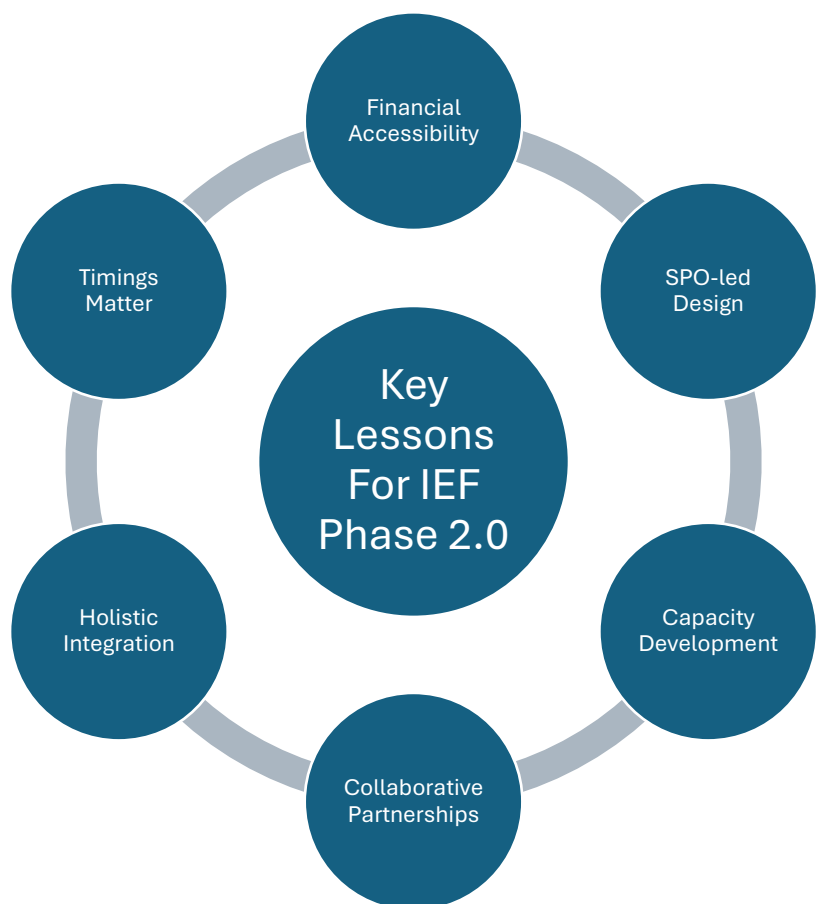 Financial
Accessibility
SPO-led
Design
Capacity
Development
Collaborative
Partnerships
Holistic
Integration
Timings
Matter
Key
Lessons
For IEF
Phase 2.0